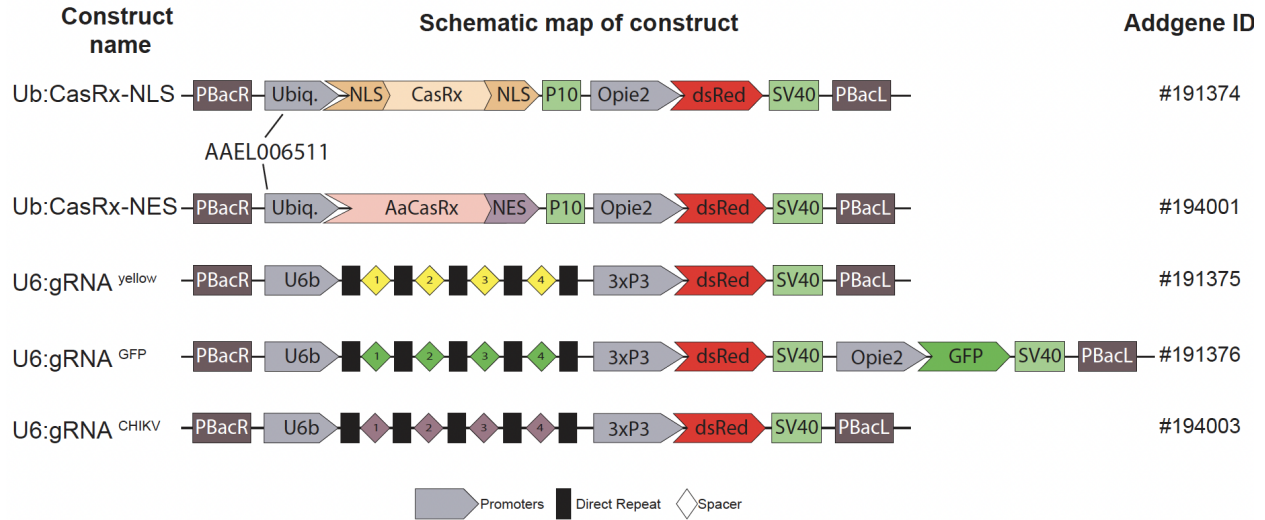 Construct name
Schematic map of construct
Addgene ID
Ub:CasRx-NLS PBacR Ubiq. NLS CasRx NLS P10 Opie2 dsRed SV40 PBacL #191374
AAEL006511
Ub:CasRx-NES PBacR Ubiq. AaCasRx NES P10 Opie2 dsRed SV40 PBacL #194001
U6:gRNA yellow PBacR U6b 1 2 3 4 3xP3 dsRed SV40 PBacL #191375
U6:gRNA GFP PBacR U6b 1 2 3 4 3xP3 dsRed SV40 Opie2 GFP SV40 PBacL #191376
U6:gRNA CHIKV PBacR U6b 1 2 3 4 3xP3 dsRed SV40 PBacL #194003
Promoters Direct Repeat Spacer